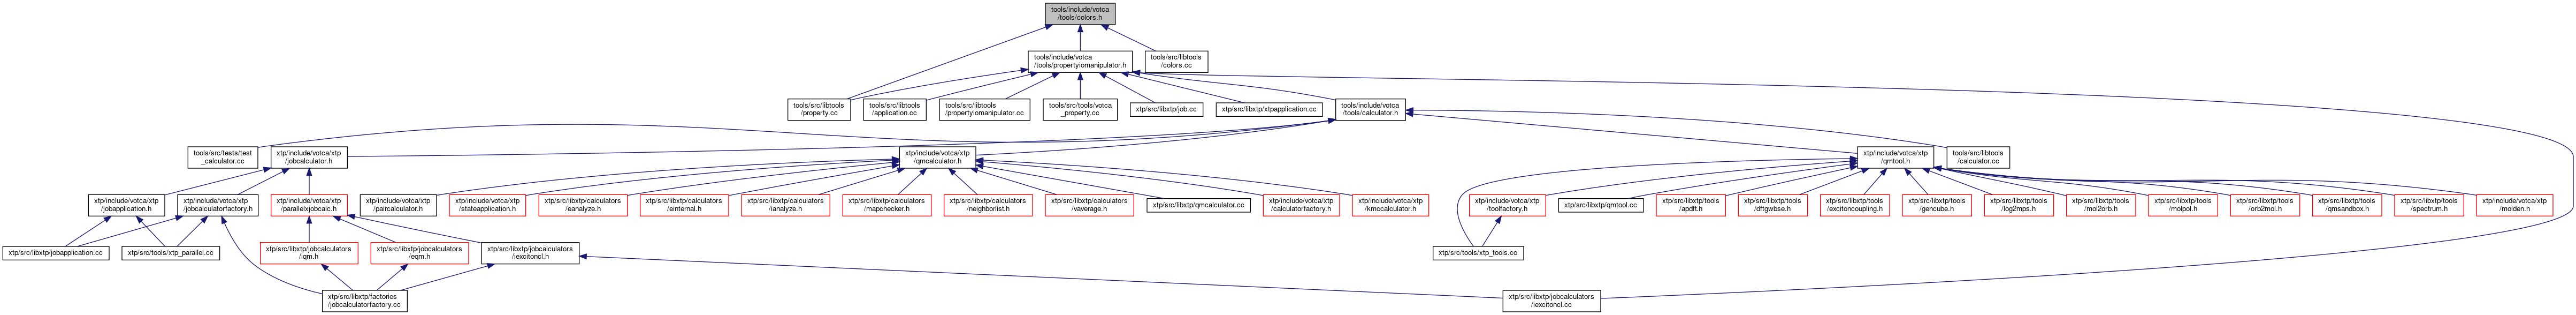 tools/include/votca
/tools/colors.h
tools/include/votca
/tools/propertyiomanipulator.h
tools/src/libtools
/colors.cc
tools/src/libtools
/property.cc
tools/src/libtools
/application.cc
tools/src/libtools
/propertyiomanipulator.cc
tools/src/tools/votca
_property.cc
xtp/src/libxtp/job.cc
xtp/src/libxtp/xtpapplication.cc
tools/include/votca
/tools/calculator.h
tools/src/tests/test
_calculator.cc
xtp/include/votca/xtp
/jobcalculator.h
xtp/include/votca/xtp
/qmcalculator.h
xtp/include/votca/xtp
/qmtool.h
tools/src/libtools
/calculator.cc
xtp/include/votca/xtp
/jobapplication.h
xtp/include/votca/xtp
/jobcalculatorfactory.h
xtp/include/votca/xtp
/parallelxjobcalc.h
xtp/include/votca/xtp
/paircalculator.h
xtp/include/votca/xtp
/stateapplication.h
xtp/src/libxtp/calculators
/eanalyze.h
xtp/src/libxtp/calculators
/einternal.h
xtp/src/libxtp/calculators
/ianalyze.h
xtp/src/libxtp/calculators
/mapchecker.h
xtp/src/libxtp/calculators
/neighborlist.h
xtp/src/libxtp/calculators
/vaverage.h
xtp/src/libxtp/qmcalculator.cc
xtp/include/votca/xtp
/calculatorfactory.h
xtp/include/votca/xtp
/kmccalculator.h
xtp/include/votca/xtp
/toolfactory.h
xtp/src/libxtp/qmtool.cc
xtp/src/libxtp/tools
/apdft.h
xtp/src/libxtp/tools
/dftgwbse.h
xtp/src/libxtp/tools
/excitoncoupling.h
xtp/src/libxtp/tools
/gencube.h
xtp/src/libxtp/tools
/log2mps.h
xtp/src/libxtp/tools
/mol2orb.h
xtp/src/libxtp/tools
/molpol.h
xtp/src/libxtp/tools
/orb2mol.h
xtp/src/libxtp/tools
/qmsandbox.h
xtp/src/libxtp/tools
/spectrum.h
xtp/include/votca/xtp
/molden.h
xtp/src/libxtp/jobapplication.cc
xtp/src/tools/xtp_parallel.cc
xtp/src/libxtp/jobcalculators
/iqm.h
xtp/src/libxtp/jobcalculators
/eqm.h
xtp/src/libxtp/jobcalculators
/iexcitoncl.h
xtp/src/tools/xtp_tools.cc
xtp/src/libxtp/factories
/jobcalculatorfactory.cc
xtp/src/libxtp/jobcalculators
/iexcitoncl.cc